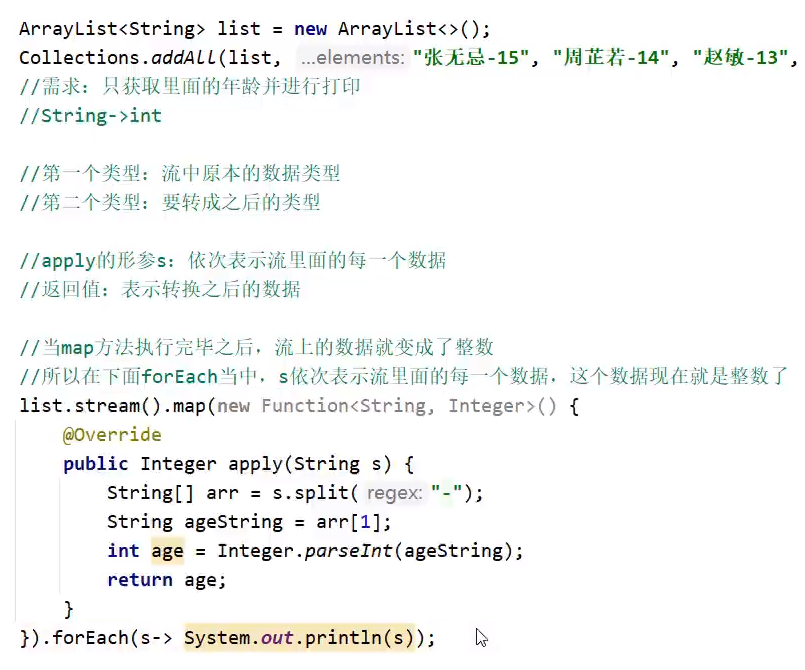 ArrayList<String> list = new ArrayList<>();
Collections.addAll(list, ...elements: "张无忌-15", "周芷若-14", "赵敏-13",
//需求：只获取里面的年龄并进行打印
//String->int
//第一个类型：流中原本的数据类型
//第二个类型：要转成之后的类型
//apply的形参s：依次表示流里面的每一个数据
//返回值：表示转换之后的数据
//当map方法执行完毕之后，流上的数据就变成了整数
//所以在下面forEach当中，s依次表示流里面的每一个数据，这个数据现在就是整数了
list.stream().map(new Function<String, Integer>() {
@Override
public Integer apply(String s) {
String[] arr = s.split( regex: "-");
String ageString = arr[1];
int age = Integer.parseInt(ageString);
return age;
}
}).forEach(s-> System.out.println(s));